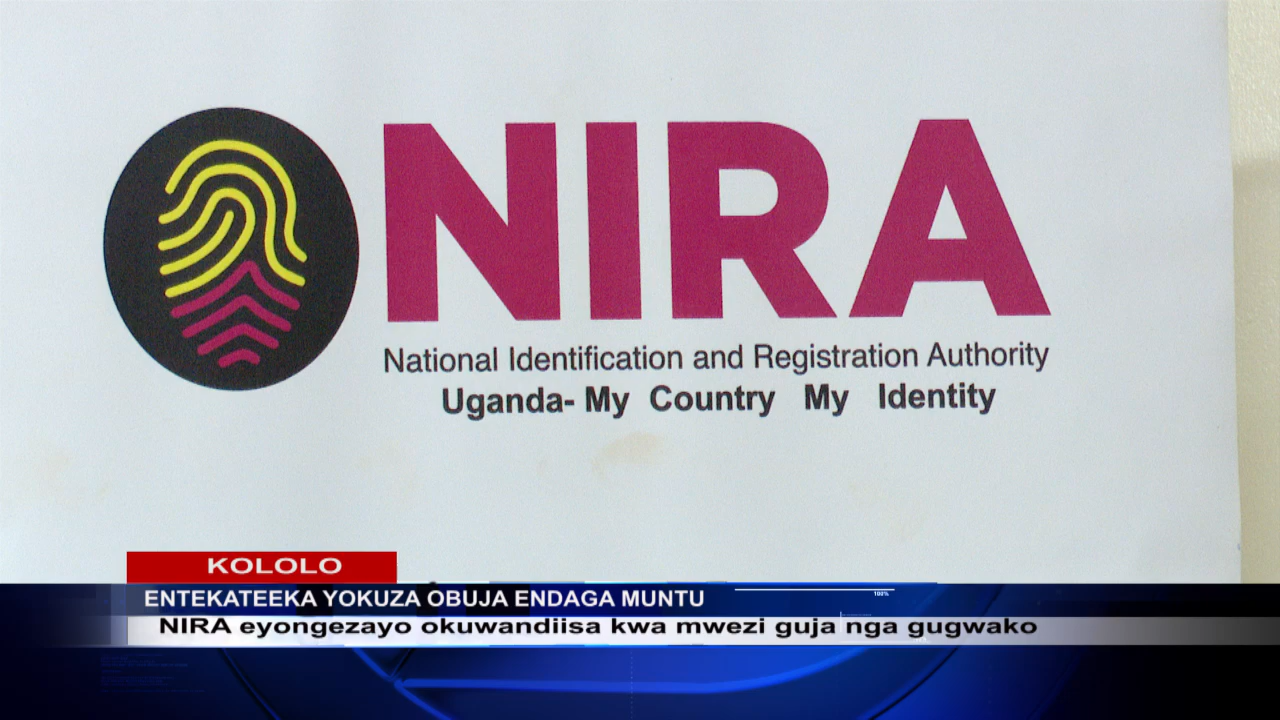 NIRA
National Identification and Registration Authority
Uganda- My Country My Identity
KOLOLO
ENTEKATEEKA YOKUZA OBUJA ENDAGA MUNTU
100%
NIRA eyongezayo okuwandiisa kwa mwezi guja nga gugwako